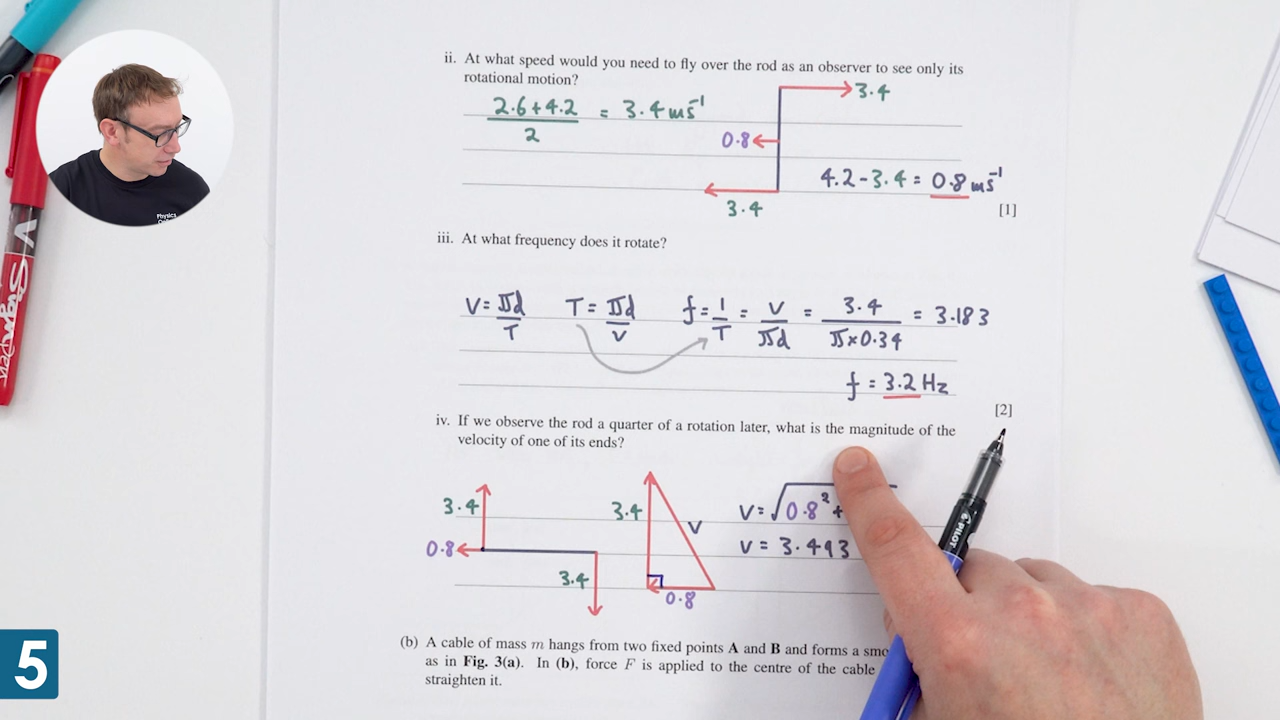 ii. At what speed would you need to fly over the rod as an observer to see only its
rotational motion?
2.6+4.2
2
= 3.4 ms⁻¹
3.4
0.8
3.4
4.2-3.4 = 0.8 ms⁻¹
[1]
iii. At what frequency does it rotate?
V = πd/T T = πd/V f = 1/T = V/πd = 3.4/π×0.34 = 3.183
f = 3.2 Hz
[2]
iv. If we observe the rod a quarter of a rotation later, what is the magnitude of the
velocity of one of its ends?
3.4
0.8
3.4
3.4
V
0.8
V = √0.8² +
V = 3.493
(b) A cable of mass m hangs from two fixed points A and B and forms a smo
as in Fig. 3(a). In (b), force F is applied to the centre of the cable
straighten it.
5
Physics
PILOT